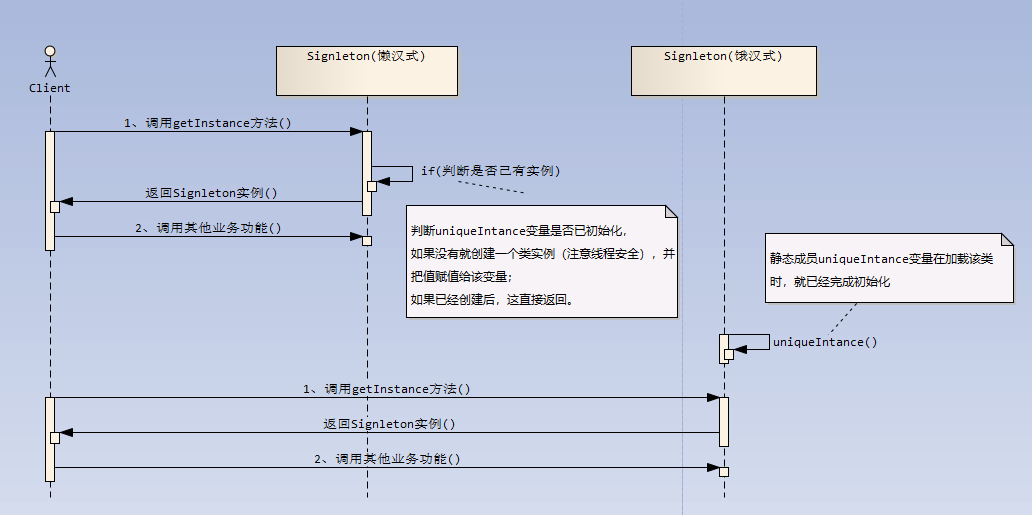 Client
Signleton(懒汉式)
Signleton(饿汉式)
1、调用getInstance方法()
if(判断是否已有实例)
返回Signleton实例()
2、调用其他业务功能()
判断uniqueIntance变量是否已初始化，
如果没有就创建一个类实例（注意线程安全），并
把值赋值给该变量；
如果已经创建后，这直接返回。
静态成员uniqueIntance变量在加载该类
时，就已经完成初始化
uniqueIntance()
1、调用getInstance方法()
返回Signleton实例()
2、调用其他业务功能()